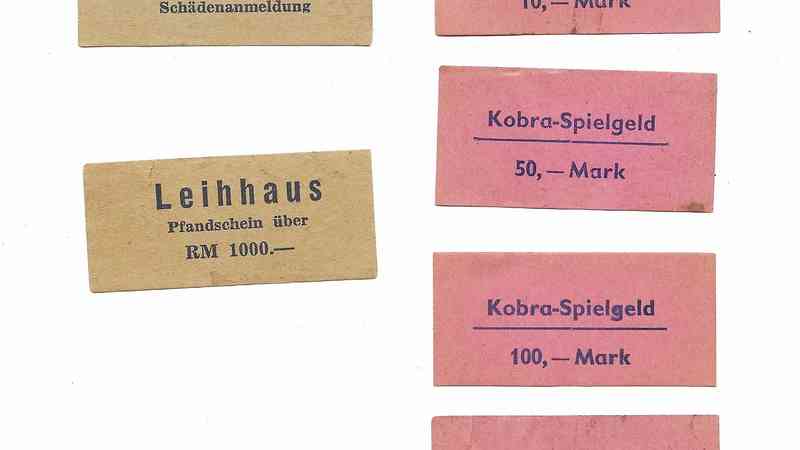 Schädenanmeldung
Leihhaus
Pfandschein über
RM 1000.—
10,— Mark
Kobra-Spielgeld
50,— Mark
Kobra-Spielgeld
100,— Mark